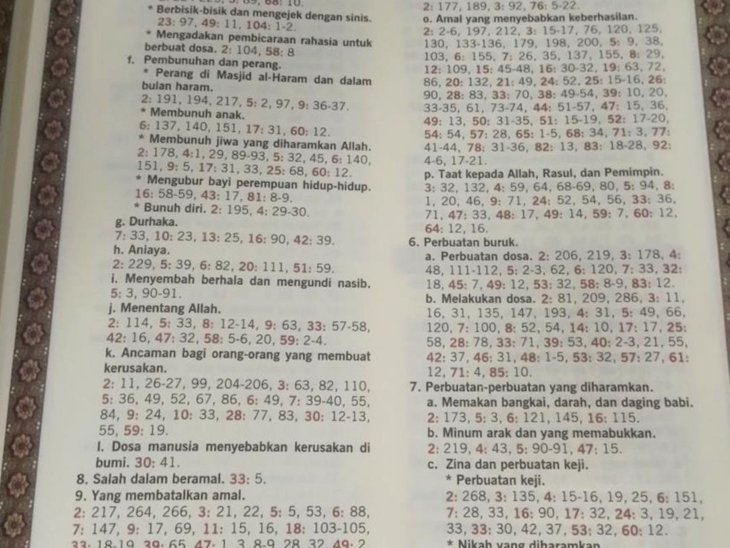 * Berbisik-bisik dan mengejek dengan sinis.
23: 97, 49: 11, 104: 1-2.
* Mengadakan pembicaraan rahasia untuk
berbuat dosa. 2: 104, 58: 8
f. Pembunuhan dan perang.
* Perang di Masjid al-Haram dan dalam
bulan haram.
2: 191, 194, 217, 5: 2, 97, 9: 36-37.
* Membunuh anak.
6: 137, 140, 151, 17: 31, 60: 12.
* Membunuh jiwa yang diharamkan Allah.
2: 178, 4:1, 29, 89-93, 5: 32, 45, 6: 140,
151, 9: 5, 17: 31, 33, 25: 68, 60: 12.
* Mengubur bayi perempuan hidup-hidup.
16: 58-59, 43: 17, 81: 8-9.
* Bunuh diri. 2: 195, 4: 29-30.
g. Durhaka.
7: 33, 10: 23, 13: 25, 16: 90, 42: 39.
h. Aniaya.
2: 229, 5: 39, 6: 82, 20: 111, 51: 59.
i. Menyembah berhala dan mengundi nasib.
5: 3, 90-91.
j. Menentang Allah.
2: 114, 5: 33, 8: 12-14, 9: 63, 33: 57-58,
42: 16, 47: 32, 58: 5-6, 20, 59: 2-4.
k. Ancaman bagi orang-orang yang membuat
kerusakan.
2: 11, 26-27, 99, 204-206, 3: 63, 82, 110,
5: 36, 49, 52, 67, 86, 6: 49, 7: 39-40, 55,
84, 9: 24, 10: 33, 28: 77, 83, 30: 12-13,
55, 59: 19.
l. Dosa manusia menyebabkan kerusakan di
bumi. 30: 41.
8. Salah dalam beramal. 33: 5.
9. Yang membatalkan amal.
2: 217, 264, 266, 3: 21, 22, 5: 5, 53, 6: 88,
7: 147, 9: 17, 69, 11: 15, 16, 18: 103-105,
33: 18-19, 39: 65, 47: 1, 3, 8-9, 28, 32, 49: 2
2: 177, 189, 3: 92, 76: 5-22.
o. Amal yang menyebabkan keberhasilan.
2: 2-6, 197, 212, 3: 15-17, 76, 120, 125,
130, 133-136, 179, 198, 200, 5: 9, 38,
103, 6: 155, 7: 26, 35, 137, 155, 8: 29,
12: 109, 15: 45-48, 16: 30-32, 19: 63, 72,
86, 20: 132, 21: 49, 24: 52, 25: 15-16, 26:
90, 28: 83, 33: 70, 38: 49-54, 39: 10, 20,
33-35, 61, 73-74, 44: 51-57, 47: 15, 36,
49: 13, 50: 31-35, 51: 15-19, 52: 17-20,
54: 54, 57: 28, 65: 1-5, 68: 34, 71: 3, 77:
41-44, 78: 31-36, 82: 13, 83: 18-28, 92:
4-6, 17-21.
p. Taat kepada Allah, Rasul, dan Pemimpin.
3: 32, 132, 4: 59, 64, 68-69, 80, 5: 94, 8:
1, 20, 46, 9: 71, 24: 52, 54, 56, 33: 36,
71, 47: 33, 48: 17, 49: 14, 59: 7, 60: 12,
64: 12, 16.
6. Perbuatan buruk.
a. Perbuatan dosa. 2: 206, 219, 3: 178, 4:
48, 111-112, 5: 2-3, 62, 6: 120, 7: 33, 32:
18, 45: 7, 49: 12, 53: 32, 58: 8-9, 83: 12.
b. Melakukan dosa. 2: 81, 209, 286, 3: 11,
16, 31, 135, 147, 193, 4: 31, 5: 49, 66,
120, 7: 100, 8: 52, 54, 14: 10, 17: 17, 25:
58, 28: 78, 33: 71, 39: 53, 40: 2-3, 21, 55,
42: 37, 46: 31, 48: 1-5, 53: 32, 57: 27, 61:
12, 71: 4, 85: 10.
7. Perbuatan-perbuatan yang diharamkan.
a. Memakan bangkai, darah, dan daging babi.
2: 173, 5: 3, 6: 121, 145, 16: 115.
b. Minum arak dan yang memabukkan.
2: 219, 4: 43, 5: 90-91, 47: 15.
c. Zina dan perbuatan keji.
* Perbuatan keji.
2: 268, 3: 135, 4: 15-16, 19, 25, 6: 151,
7: 28, 33, 16: 90, 17: 32, 24: 3, 19, 21,
33, 33: 30, 42: 37, 53: 32, 60: 12.
* Nikah yang diharamkan